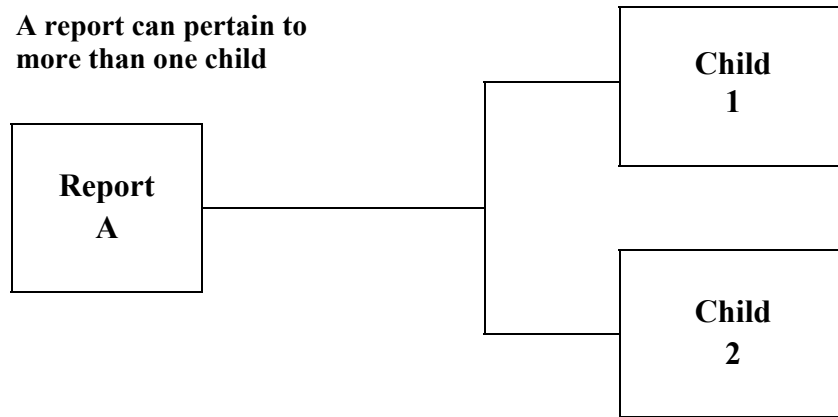 A report can pertain to
more than one child
Child
1
Report
A
Child
2